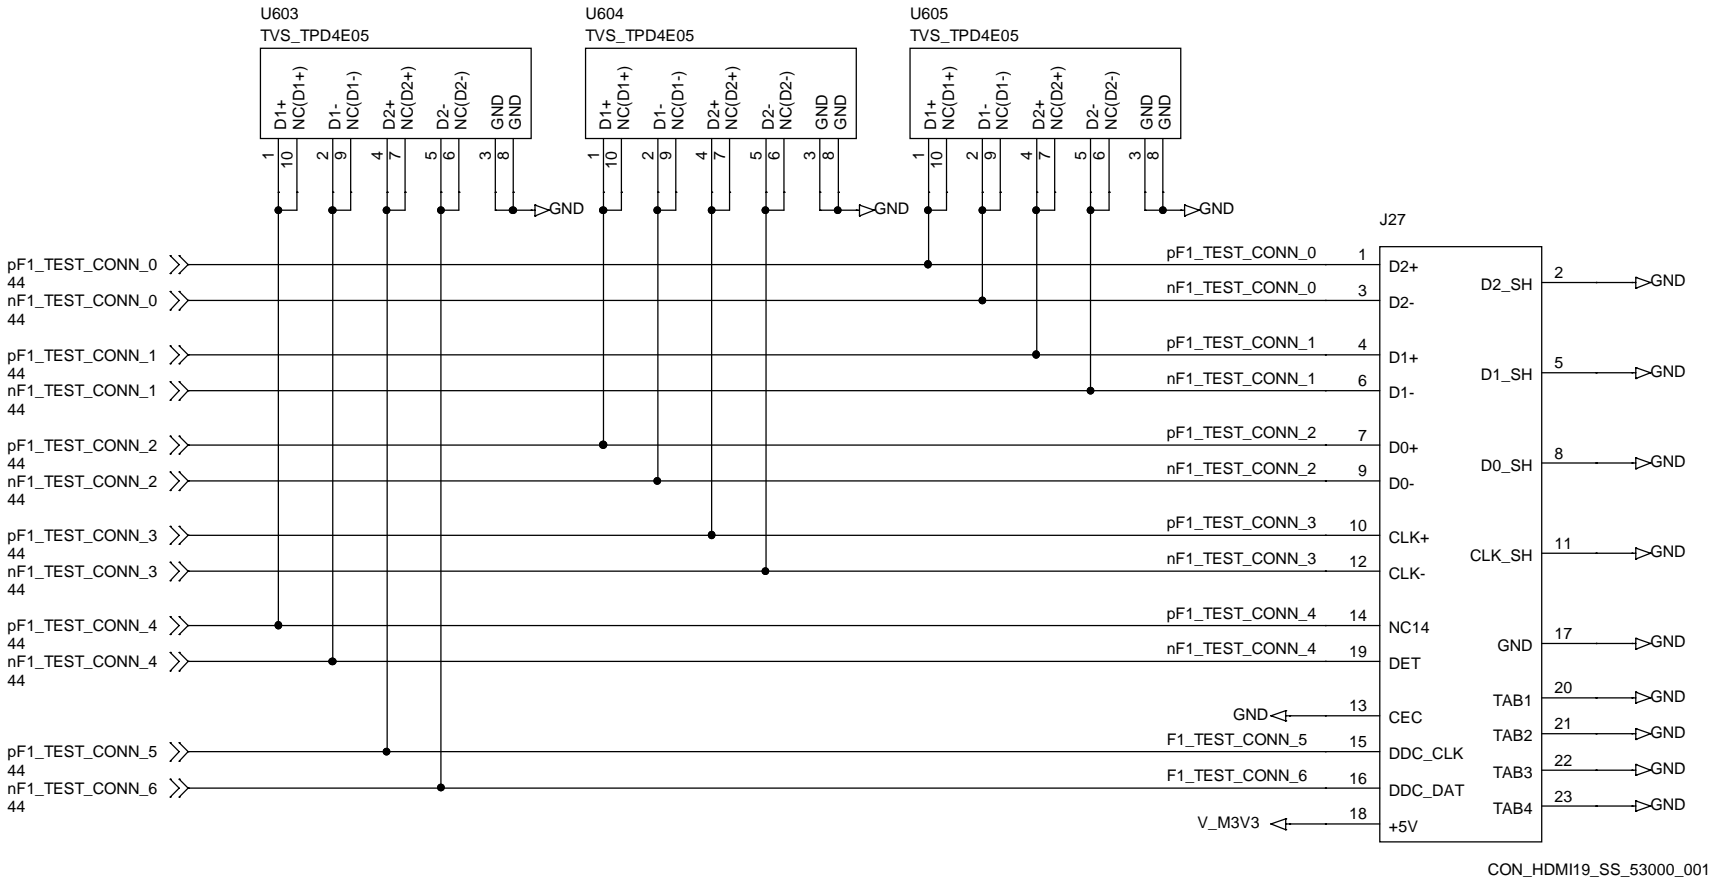 U603
TVS_TPD4E05
U604
TVS_TPD4E05
U605
TVS_TPD4E05
D1+
NC(D1+)
D1-
NC(D1-)
D2+
NC(D2+)
D2-
NC(D2-)
GND
GND
D1+
NC(D1+)
D1-
NC(D1-)
D2+
NC(D2+)
D2-
NC(D2-)
GND
GND
D1+
NC(D1+)
D1-
NC(D1-)
D2+
NC(D2+)
D2-
NC(D2-)
GND
GND
1
10
2
9
4
7
5
6
3
8
1
10
2
9
4
7
5
6
3
8
1
10
2
9
4
7
5
6
3
8
GND
GND
GND
J27
pF1_TEST_CONN_0
44
pF1_TEST_CONN_0
1
D2+
D2_SH
2
GND
nF1_TEST_CONN_0
44
nF1_TEST_CONN_0
3
D2-
pF1_TEST_CONN_1
44
pF1_TEST_CONN_1
4
D1+
D1_SH
5
GND
nF1_TEST_CONN_1
44
nF1_TEST_CONN_1
6
D1-
pF1_TEST_CONN_2
44
pF1_TEST_CONN_2
7
D0+
D0_SH
8
GND
nF1_TEST_CONN_2
44
nF1_TEST_CONN_2
9
D0-
pF1_TEST_CONN_3
44
pF1_TEST_CONN_3
10
CLK+
CLK_SH
11
GND
nF1_TEST_CONN_3
44
nF1_TEST_CONN_3
12
CLK-
pF1_TEST_CONN_4
44
pF1_TEST_CONN_4
14
NC14
GND
17
GND
nF1_TEST_CONN_4
44
nF1_TEST_CONN_4
19
DET
TAB1
20
GND
GND
13
CEC
TAB2
21
GND
pF1_TEST_CONN_5
44
F1_TEST_CONN_5
15
DDC_CLK
TAB3
22
GND
nF1_TEST_CONN_6
44
F1_TEST_CONN_6
16
DDC_DAT
TAB4
23
GND
V_M3V3
18
+5V
CON_HDMI19_SS_53000_001